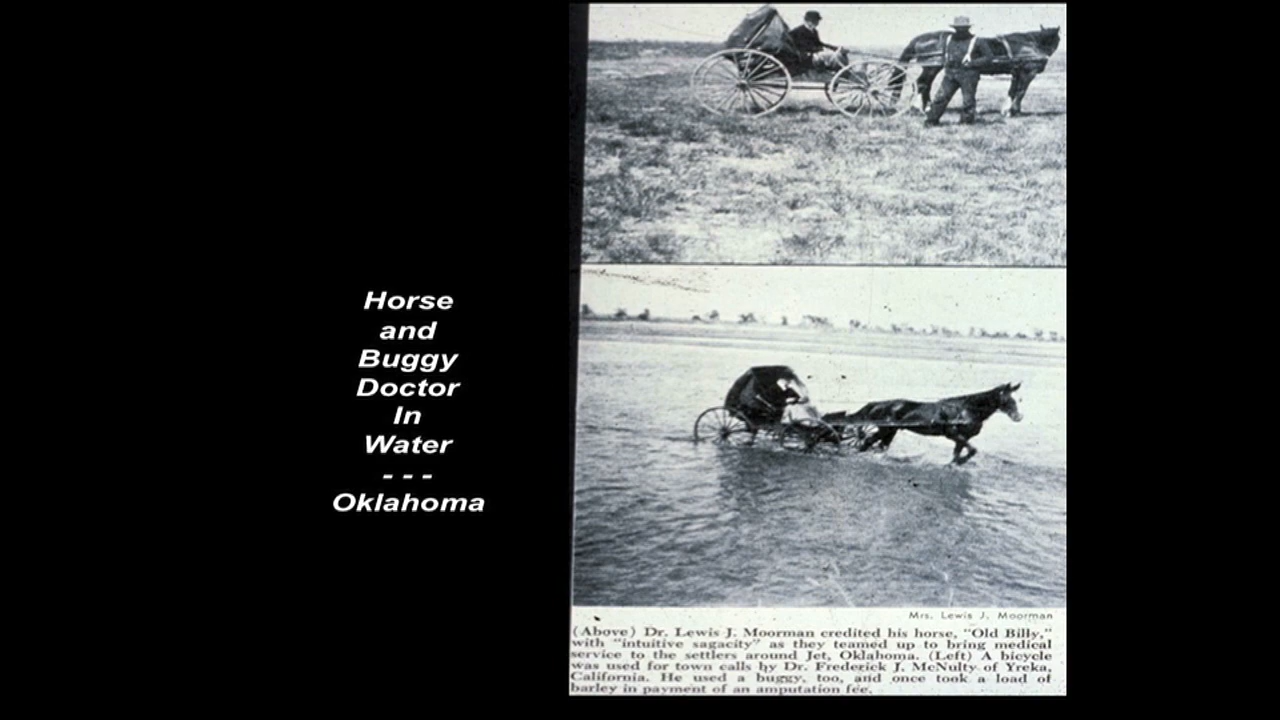 Horse
and
Buggy
Doctor
In
Water
- - -
Oklahoma
Mrs. Lewis J. Moorman
(Above) Dr. Lewis J. Moorman credited his horse, "Old Billy,"
with "intuitive sagacity" as they teamed up to bring medical
service to the settlers around Jet, Oklahoma. (Left) A bicycle
was used for town calls by Dr. Frederick J. McNulty of Yreka,
California. He used a buggy, too, and once took a load of
barley in payment of an amputation fee.